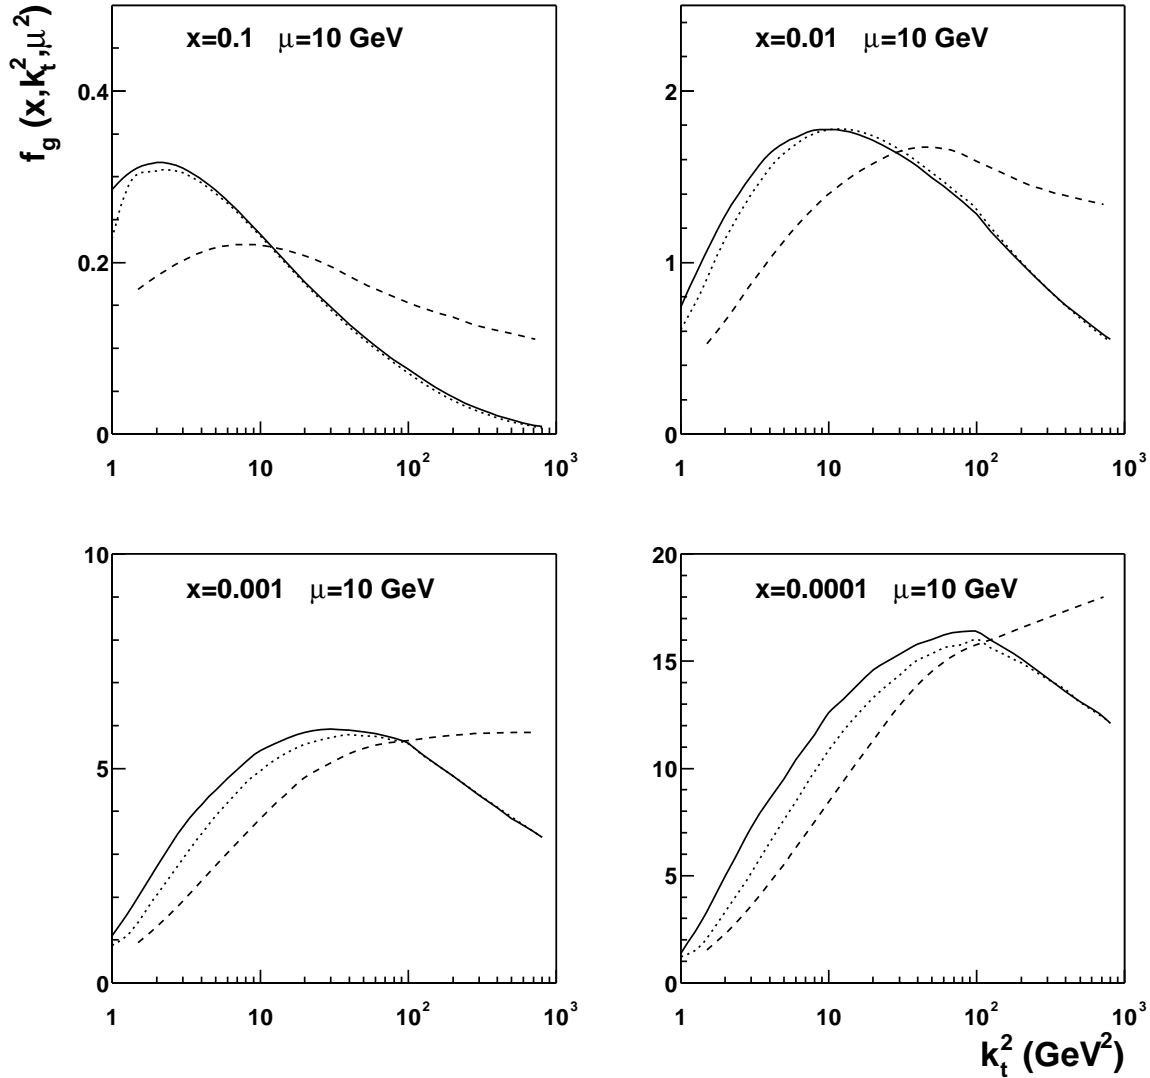 f_g (x,k_t^2,μ^2)
x=0.1 μ=10 GeV
0.4
0.2
0
1 10 10^2 10^3
x=0.01 μ=10 GeV
2
1
0
1 10 10^2 10^3
x=0.001 μ=10 GeV
10
5
0
1 10 10^2 10^3
x=0.0001 μ=10 GeV
20
15
10
5
0
1 10 10^2 10^3
k_t^2 (GeV^2)